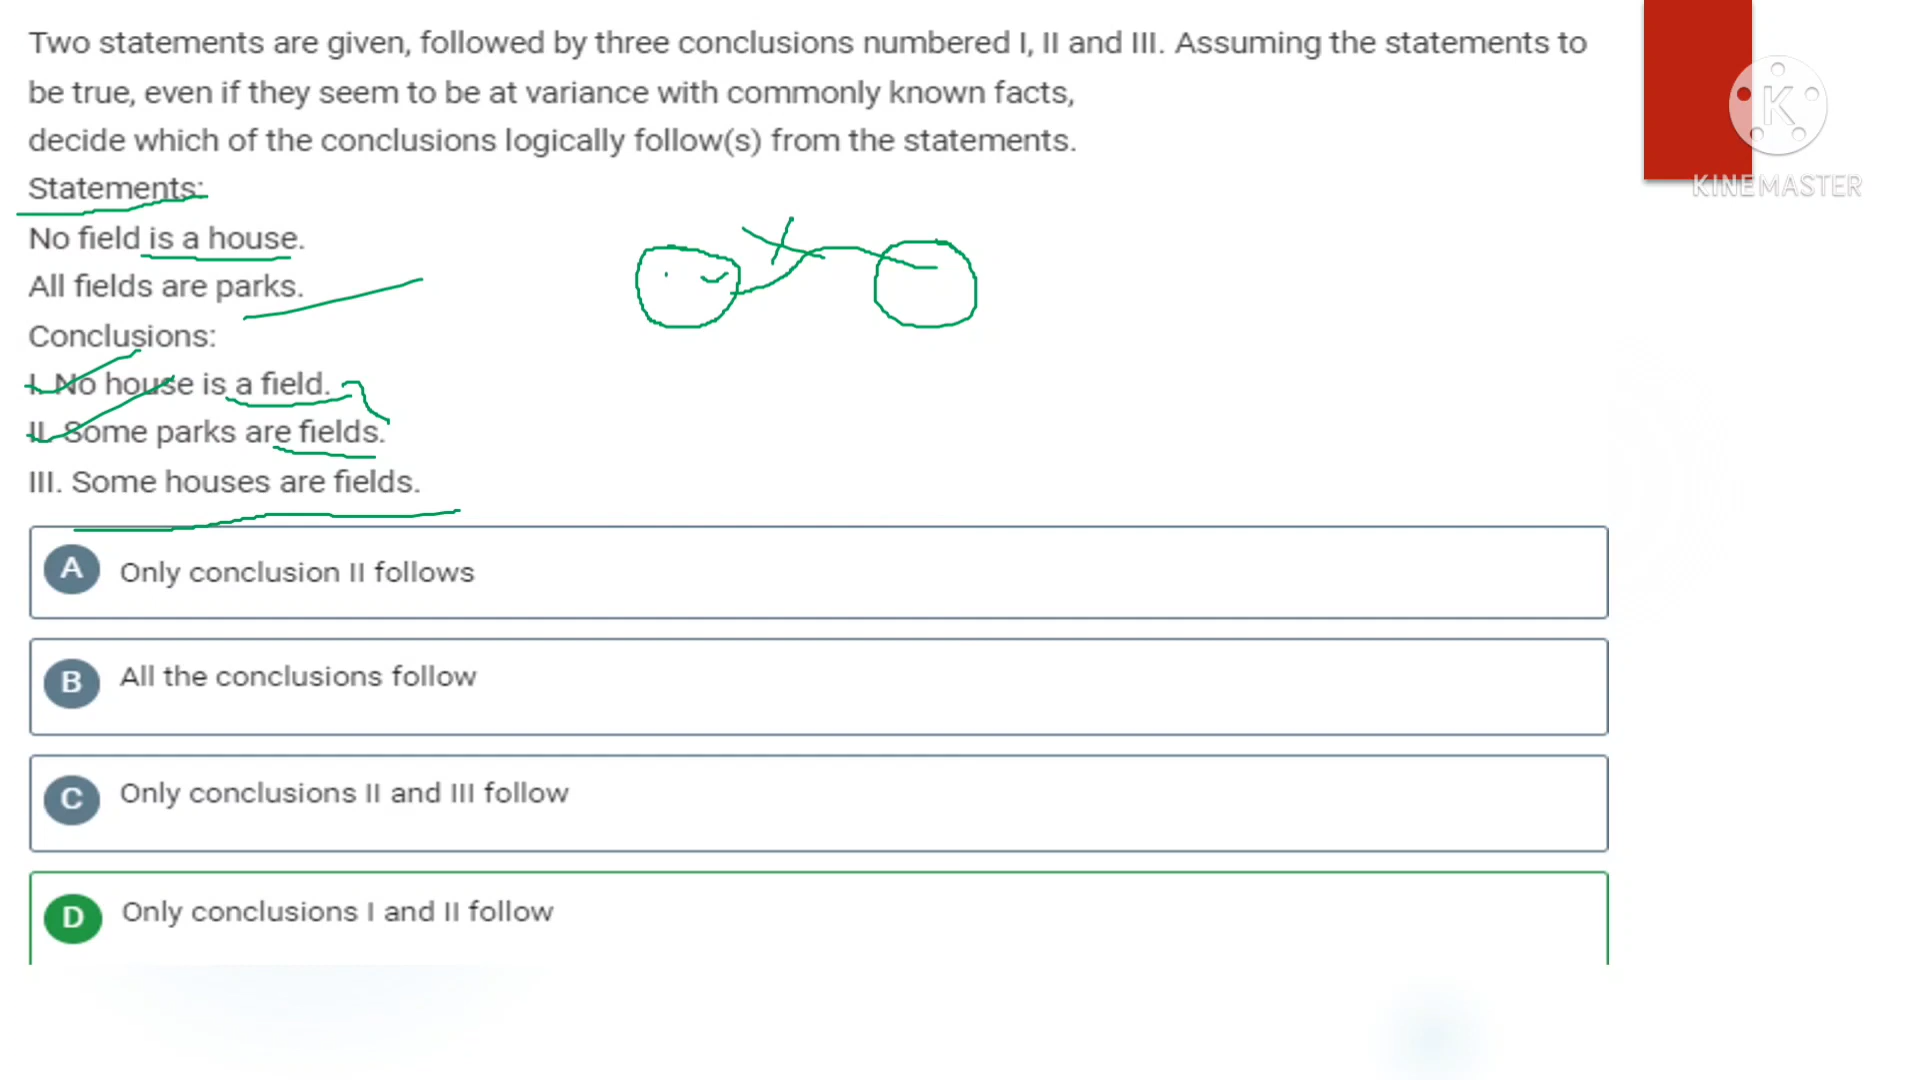 Two statements are given, followed by three conclusions numbered I, II and III. Assuming the statements to
be true, even if they seem to be at variance with commonly known facts,
decide which of the conclusions logically follow(s) from the statements.
Statements:
No field is a house.
All fields are parks.
Conclusions:
I. No house is a field.
II. Some parks are fields.
III. Some houses are fields.
A Only conclusion II follows
B All the conclusions follow
C Only conclusions II and III follow
D Only conclusions I and II follow
K
KINEMASTER